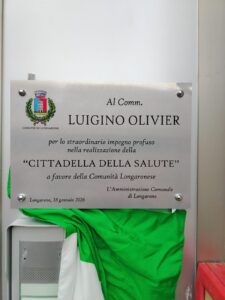 Al Comm.
LUIGINO OLIVIER
per lo straordinario impegno profuso
nella realizzazione della
"CITTADELLA DELLA SALUTE"
a favore della Comunità Longaronese
L'Amministrazione Comunale
di Longarone
Longarone, 18 gennaio 2026